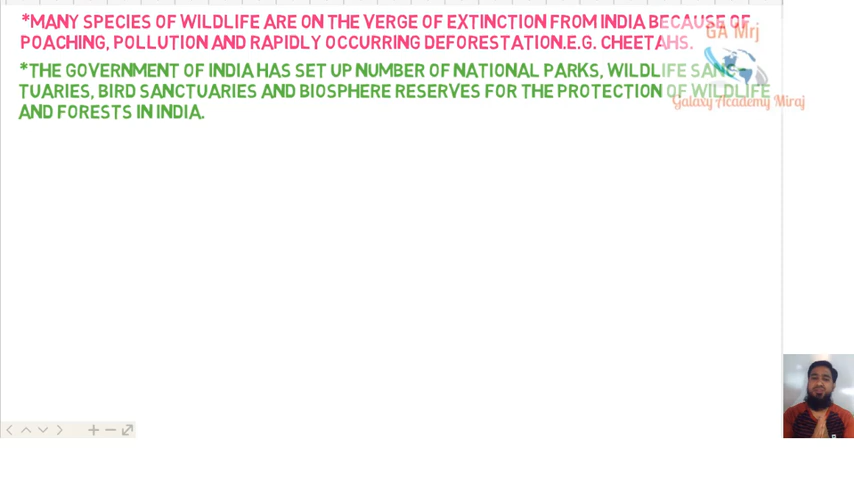 *MANY SPECIES OF WILDLIFE ARE ON THE VERGE OF EXTINCTION FROM INDIA BECAUSE OF
POACHING, POLLUTION AND RAPIDLY OCCURRING DEFORESTATION.E.G. CHEETAHS.
*THE GOVERNMENT OF INDIA HAS SET UP NUMBER OF NATIONAL PARKS, WILDLIFE SANC-
TUARIES, BIRD SANCTUARIES AND BIOSPHERE RESERVES FOR THE PROTECTION OF WILDLIFE
AND FORESTS IN INDIA.
GA Mrj
Galaxy Academy Miraj